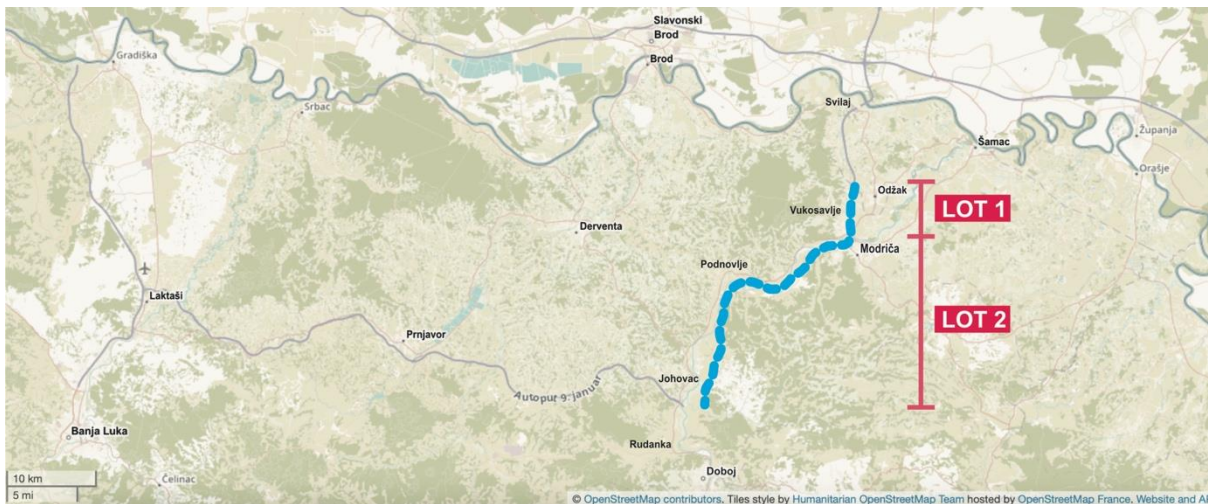 Slavonski
Brod
Brod
Gradiška
Srbac
Svilaj
Županja
Šamac
Orašje
Odžak
LOT 1
Vukosavlje
Derventa
Modriča
Podnovlje
Laktaši
LOT 2
Prnjavor
Johovac
Autoput 9. januar
Banja Luka
Rudanka
Doboj
Čelinac
10 km
5 mi
© OpenStreetMap contributors, Tiles style by Humanitarian OpenStreetMap Team hosted by OpenStreetMap France. Website and